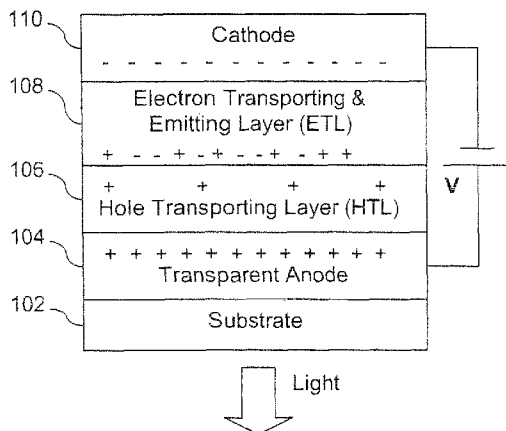 110
Cathode
- - - - - - - - - - - - -
108
Electron Transporting &
Emitting Layer (ETL)
+ - - + - + - - + - + +
106
+ + + +
Hole Transporting Layer (HTL)
V
104
+ + + + + + + + + + + +
Transparent Anode
102
Substrate
Light